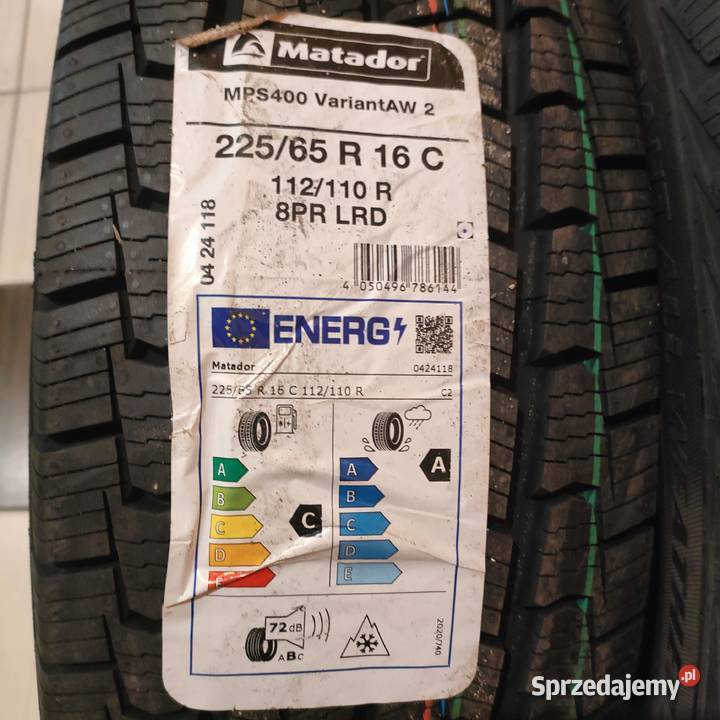 Matador
MPS400 VariantAW 2
225/65 R 16 C
112/110 R
8PR LRD
04 24 118
4 050496 786144
ENERG
Matador 0424118
225/65 R 16 C 112/110 R C2
A
B
C
D
E
C
A
B
C
D
E
A
72 dB
ABC
2020/740
Sprzedajemy.pl